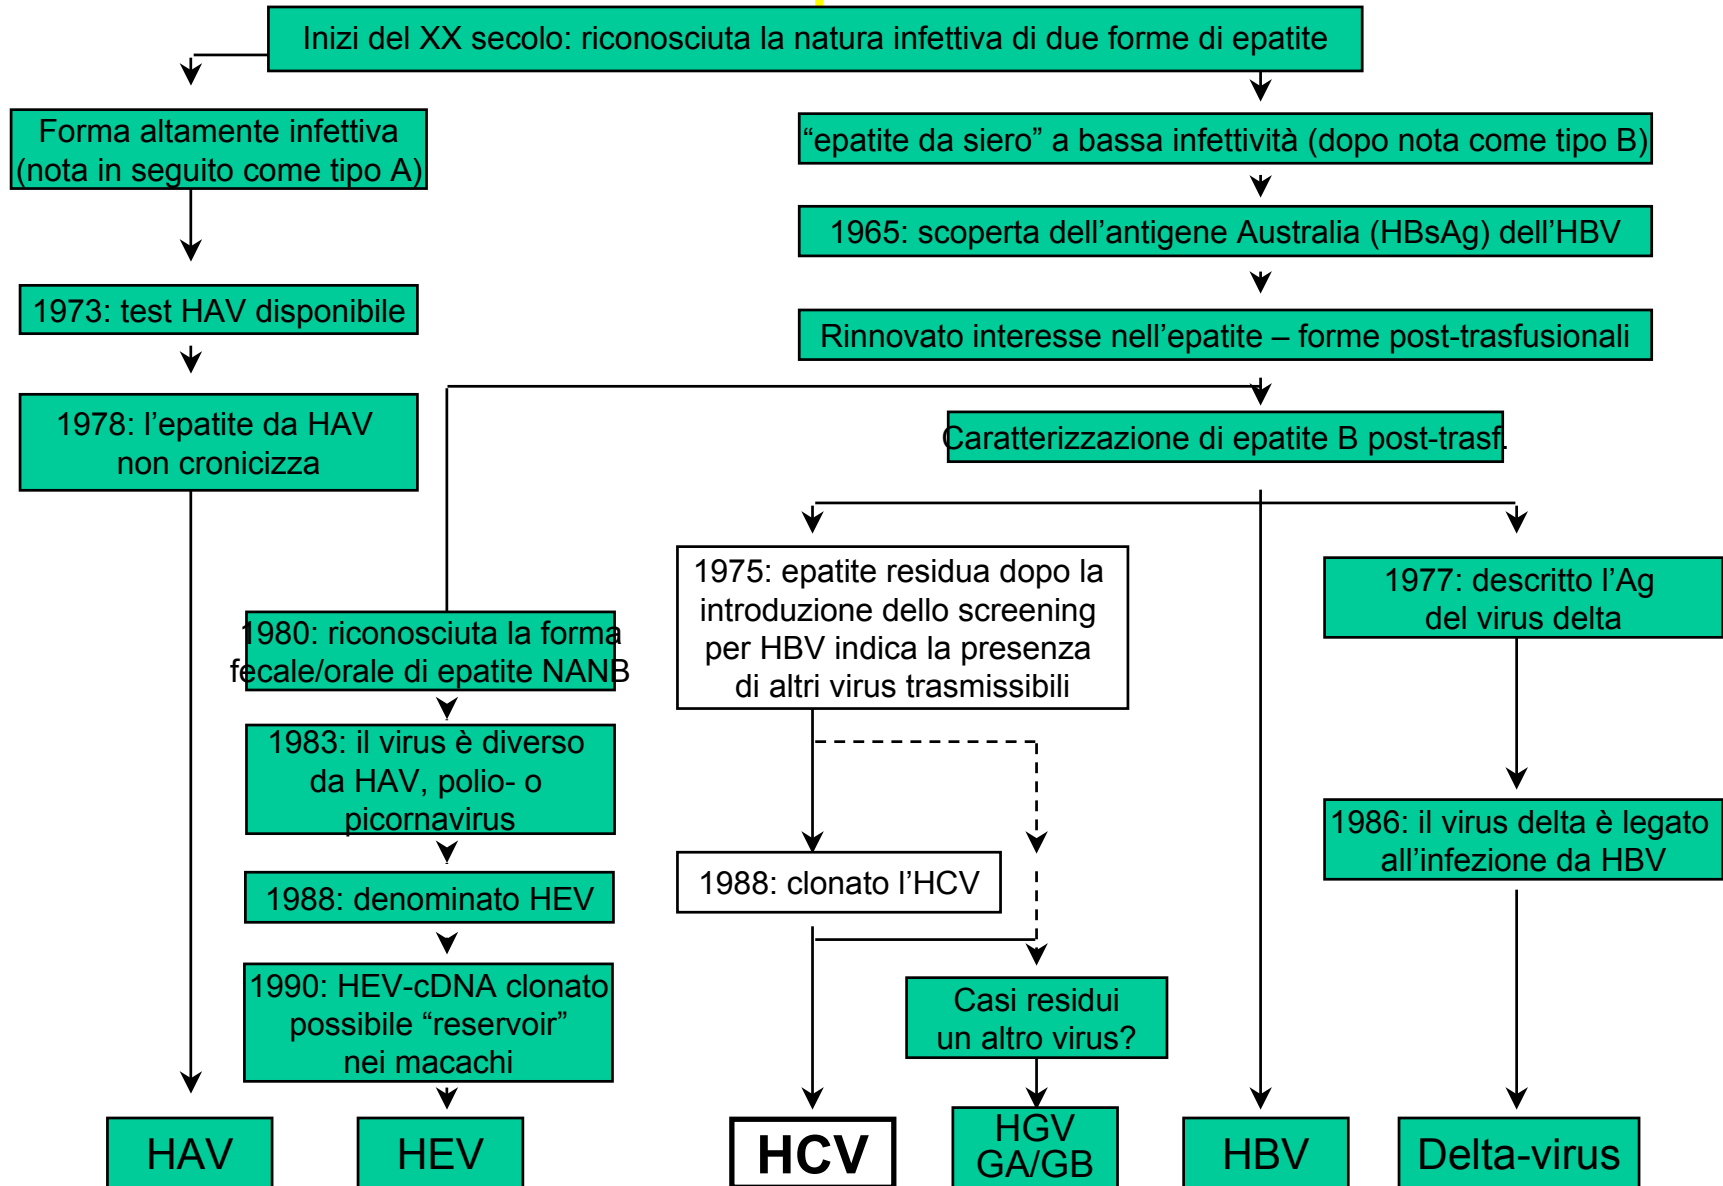 Inizi del XX secolo: riconosciuta la natura infettiva di due forme di epatite
Forma altamente infettiva
(nota in seguito come tipo A)
“epatite da siero” a bassa infettività (dopo nota come tipo B)
1965: scoperta dell’antigene Australia (HBsAg) dell’HBV
1973: test HAV disponibile
Rinnovato interesse nell’epatite – forme post-trasfusionali
1978: l’epatite da HAV
non cronicizza
Caratterizzazione di epatite B post-trasf.
1980: riconosciuta la forma
fecale/orale di epatite NANB
1983: il virus è diverso
da HAV, polio- o
picornavirus
1988: denominato HEV
1990: HEV-cDNA clonato
possibile “reservoir”
nei macachi
1975: epatite residua dopo la
introduzione dello screening
per HBV indica la presenza
di altri virus trasmissibili
1988: clonato l’HCV
Casi residui
un altro virus?
1977: descritto l’Ag
del virus delta
1986: il virus delta è legato
all’infezione da HBV
HAV
HEV
HCV
HGV
GA/GB
HBV
Delta-virus